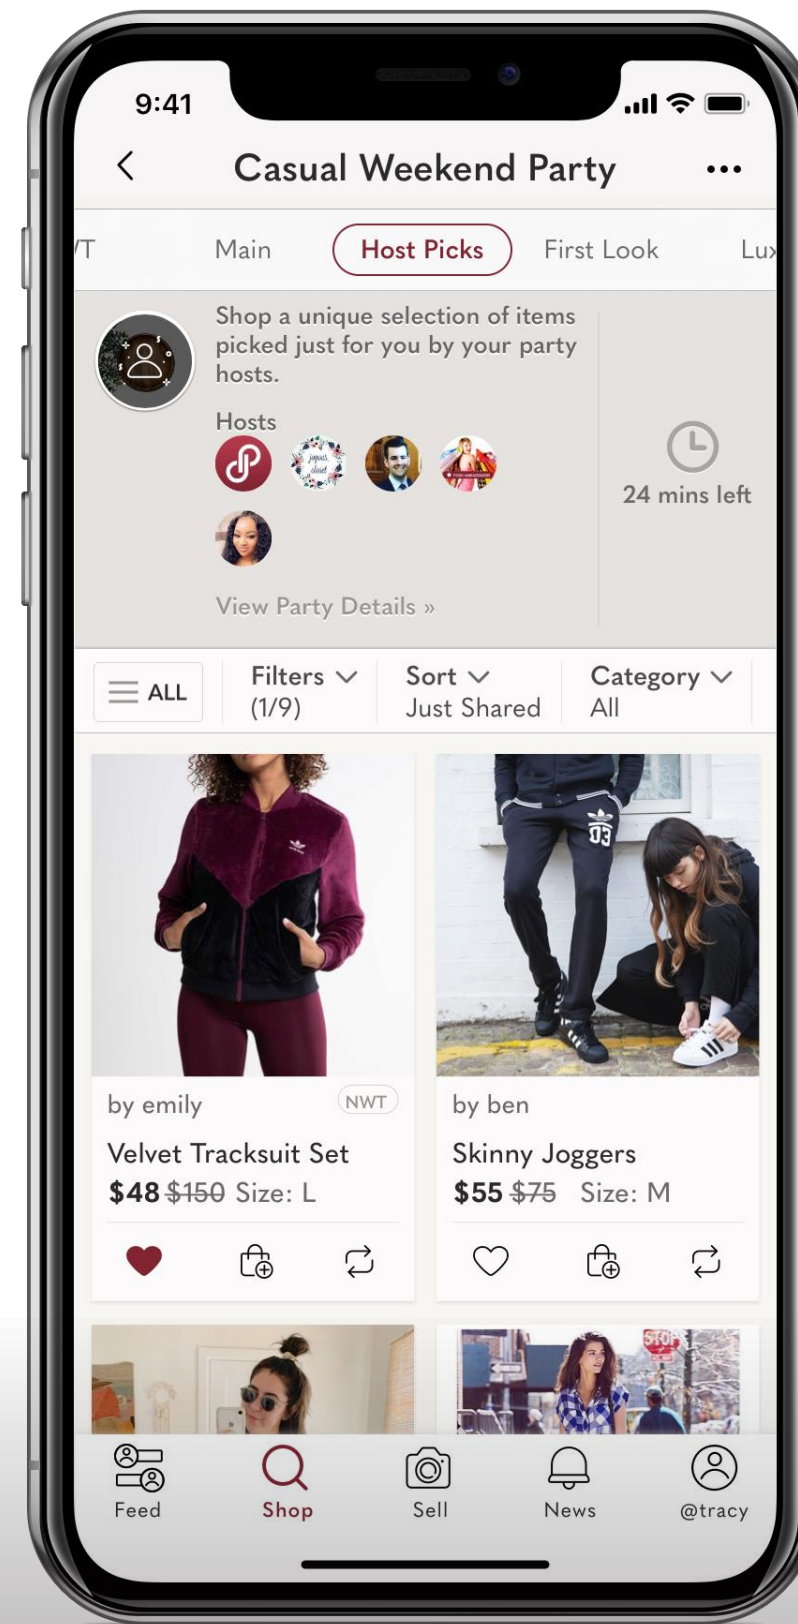 9:41
Casual Weekend Party
/T Main Host Picks First Look Lux
Shop a unique selection of items
picked just for you by your party
hosts.
Hosts
24 mins left
View Party Details »
ALL
Filters
(1/9)
Sort
Just Shared
Category
All
03
by emily NWT
Velvet Tracksuit Set
$48 $150 Size: L
by ben
Skinny Joggers
$55 $75 Size: M
STOP
Feed Shop Sell News @tracy